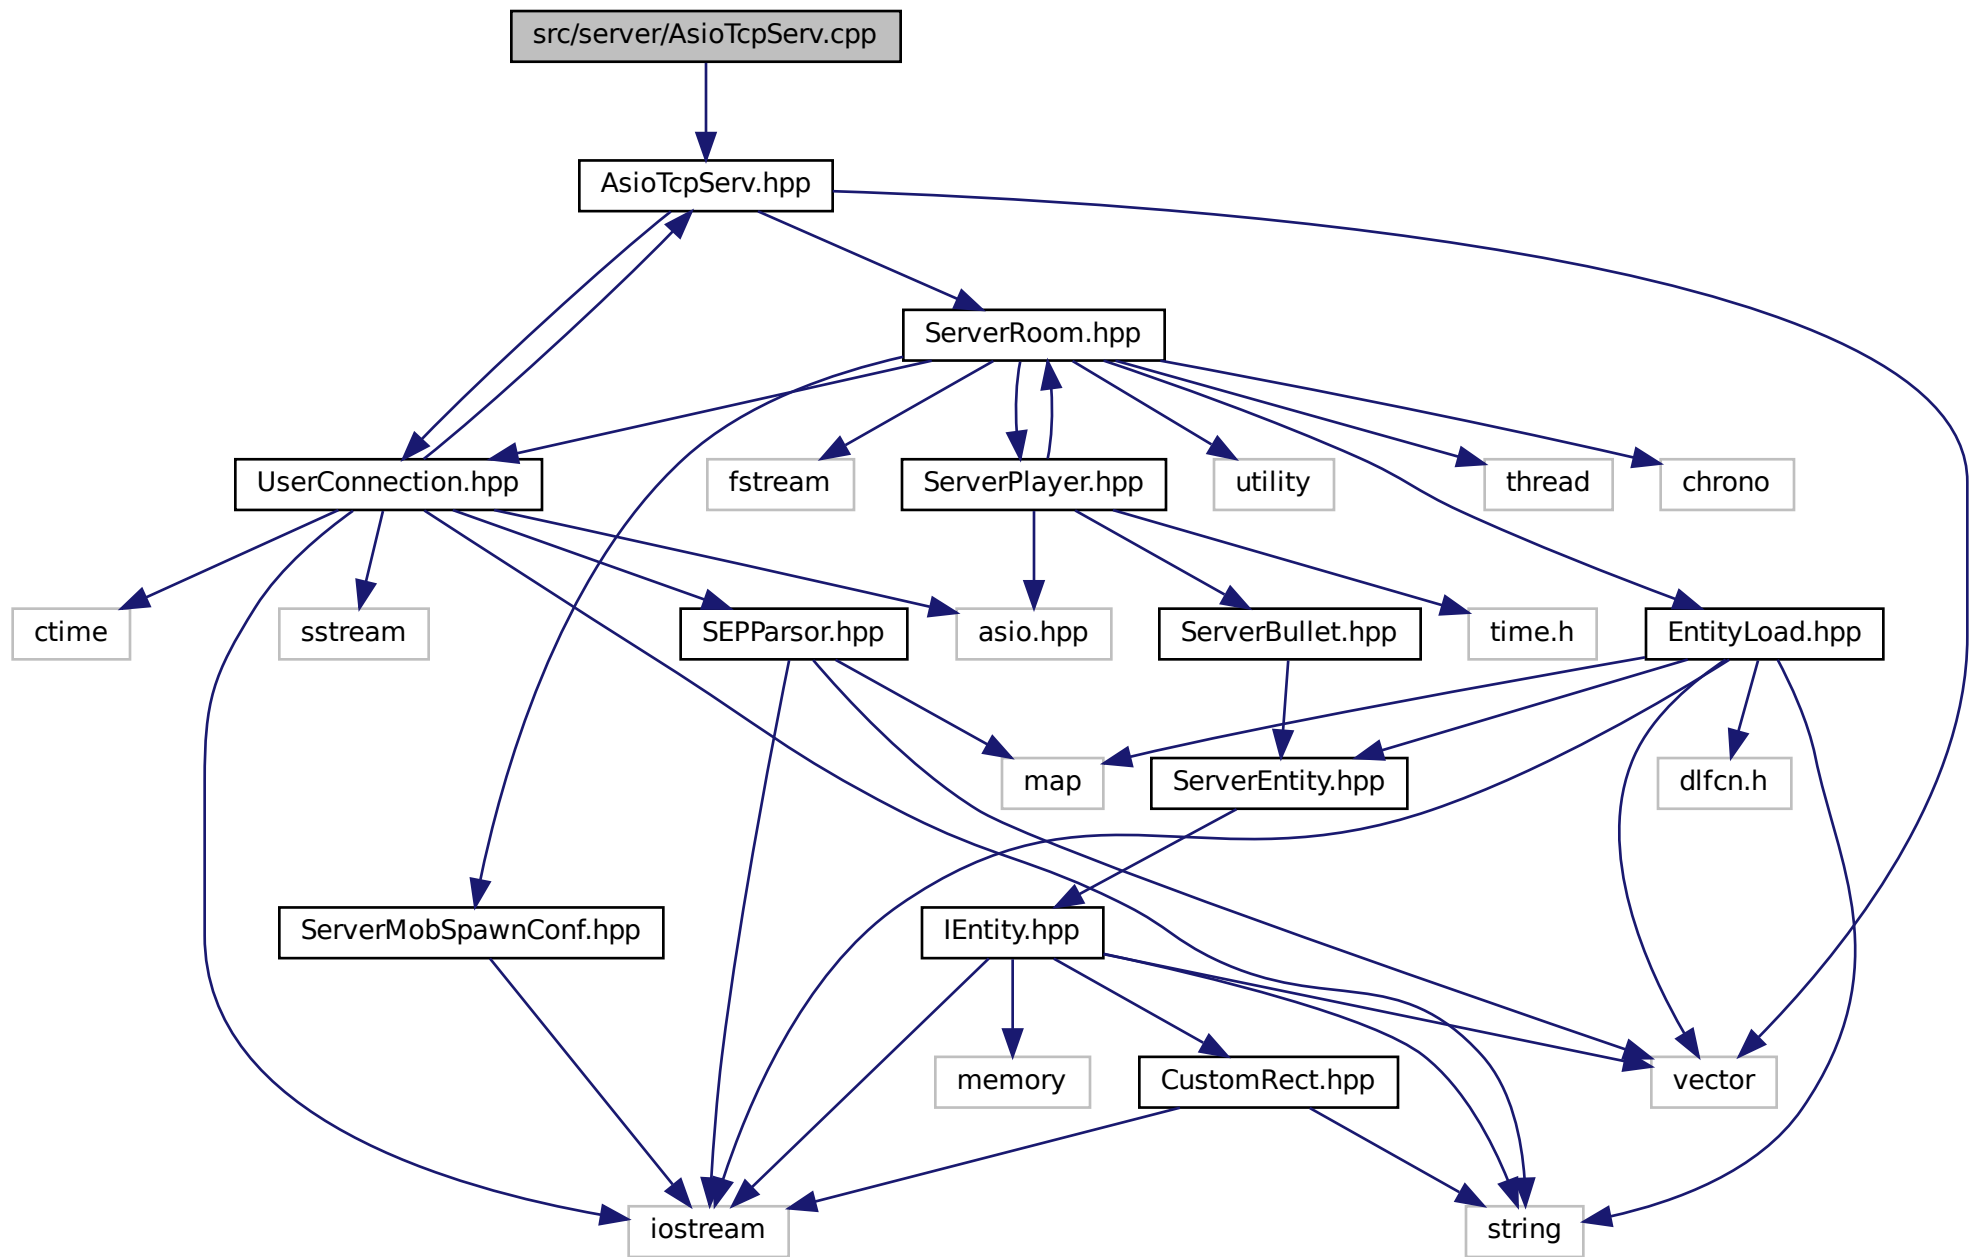 src/server/AsioTcpServ.cpp
AsioTcpServ.hpp
ServerRoom.hpp
UserConnection.hpp
fstream
ServerPlayer.hpp
utility
thread
chrono
ctime
sstream
SEPParsor.hpp
asio.hpp
ServerBullet.hpp
time.h
EntityLoad.hpp
map
ServerEntity.hpp
dlfcn.h
ServerMobSpawnConf.hpp
IEntity.hpp
memory
CustomRect.hpp
vector
iostream
string